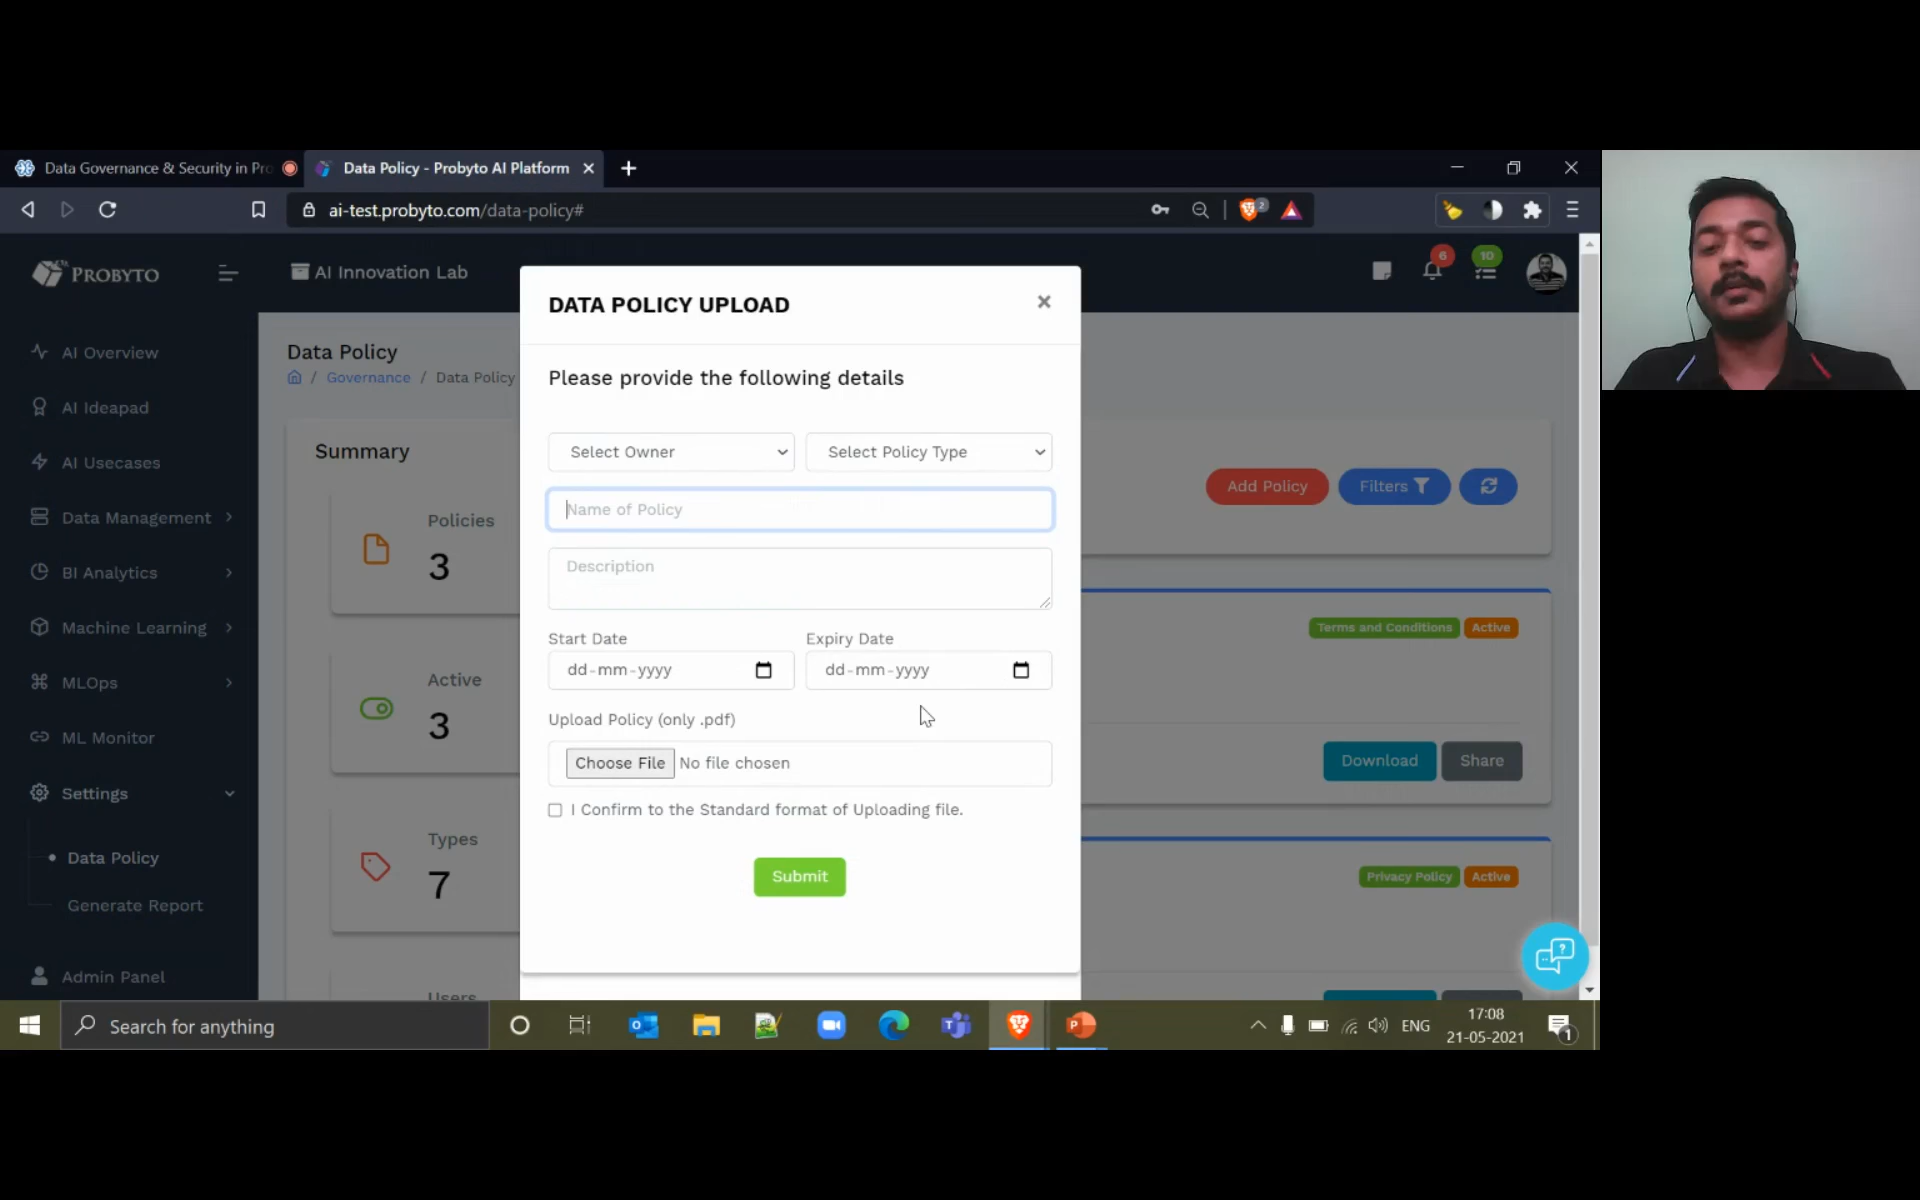 Data Governance & Security in Pro
Data Policy - Probyto AI Platform
ai-test.probyto.com/data-policy#
2
PROBYTO
AI Innovation Lab
6
10
AI Overview
AI Ideapad
AI Usecases
Data Management
BI Analytics
Machine Learning
MLOps
ML Monitor
Settings
Data Policy
Generate Report
Admin Panel
Data Policy
/ Governance / Data Policy
Summary
Policies
3
Active
3
Types
7
Users
Add Policy
Filters
Terms and Conditions
Active
Download
Share
Privacy Policy
Active
DATA POLICY UPLOAD
Please provide the following details
Select Owner
Select Policy Type
Name of Policy
Description
Start Date
Expiry Date
dd-mm-yyyy
dd-mm-yyyy
Upload Policy (only .pdf)
Choose File No file chosen
I Confirm to the Standard format of Uploading file.
Submit
Search for anything
ENG
17:08
21-05-2021
1